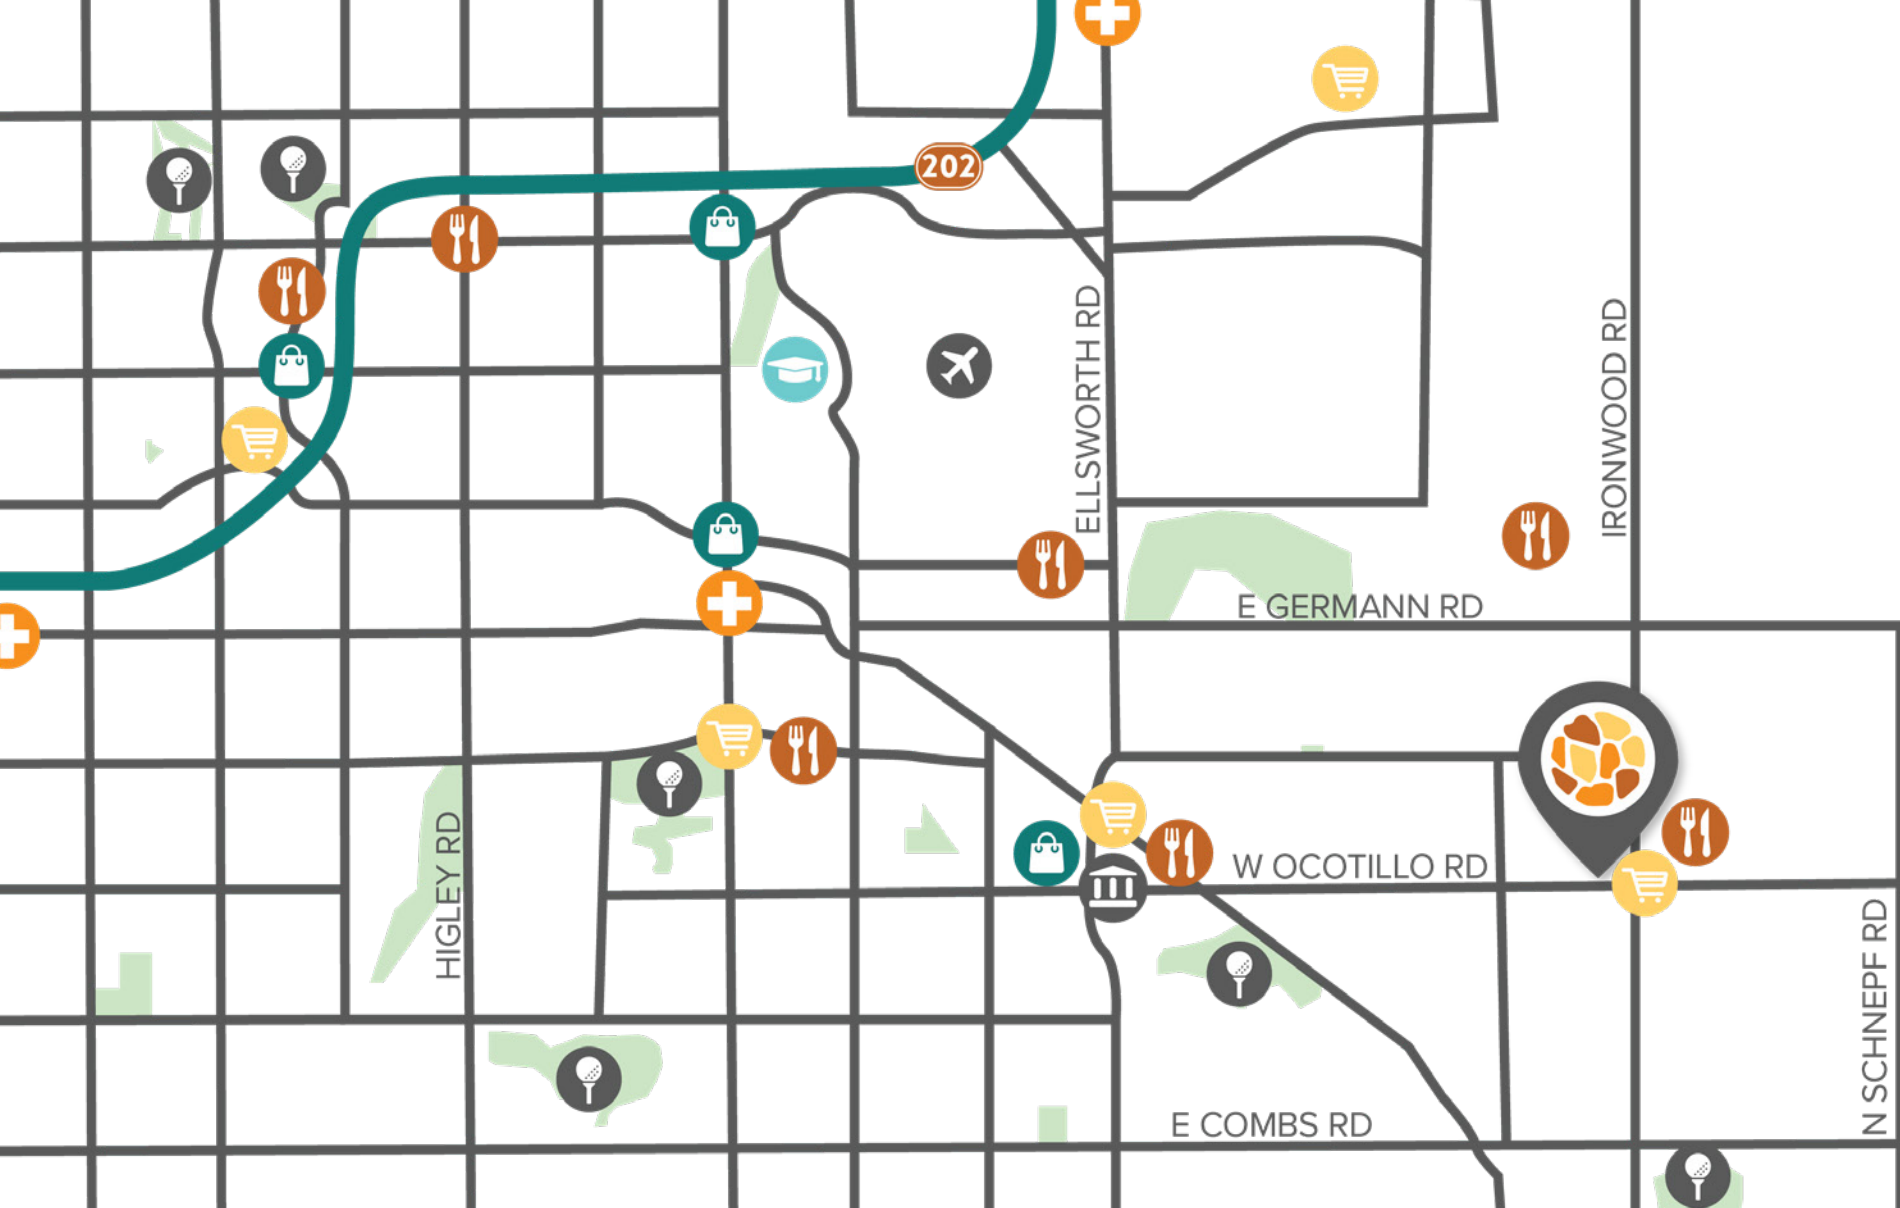 202
ELLSWORTH RD
IRONWOOD RD
E GERMANN RD
HIGLEY RD
W OCOTILLO RD
N SCHNEPF RD
E COMBS RD